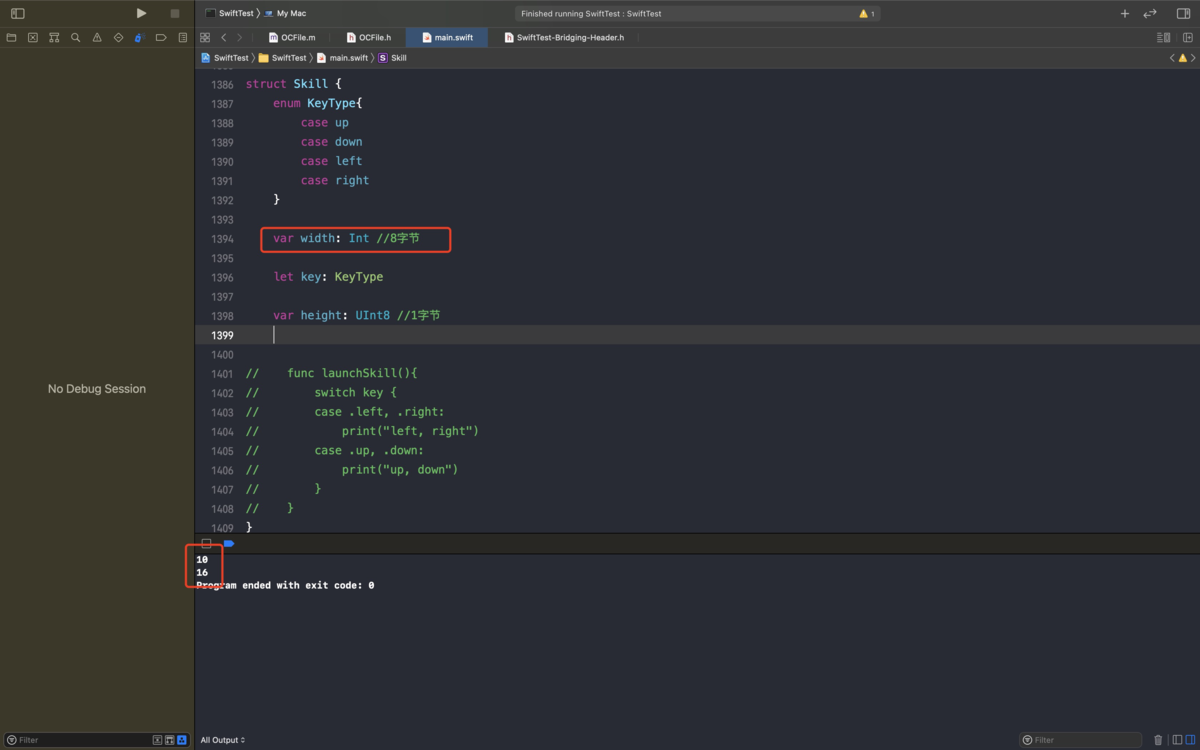 SwiftTest 〉 My Mac
Finished running SwiftTest : SwiftTest
1
OCFile.m
OCFile.h
main.swift
SwiftTest-Bridging-Header.h
SwiftTest 〉 SwiftTest 〉 main.swift 〉 S Skill
1386 struct Skill {
1387     enum KeyType{
1388         case up
1389         case down
1390         case left
1391         case right
1392     }
1393
1394     var width: Int //8字节
1395
1396     let key: KeyType
1397
1398     var height: UInt8 //1字节
1399
1400
1401 //    func launchSkill(){
1402 //        switch key {
1403 //        case .left, .right:
1404 //            print("left, right")
1405 //        case .up, .down:
1406 //            print("up, down")
1407 //        }
1408 //    }
1409 }
No Debug Session
10
16
Program ended with exit code: 0
Filter
All Output
Filter